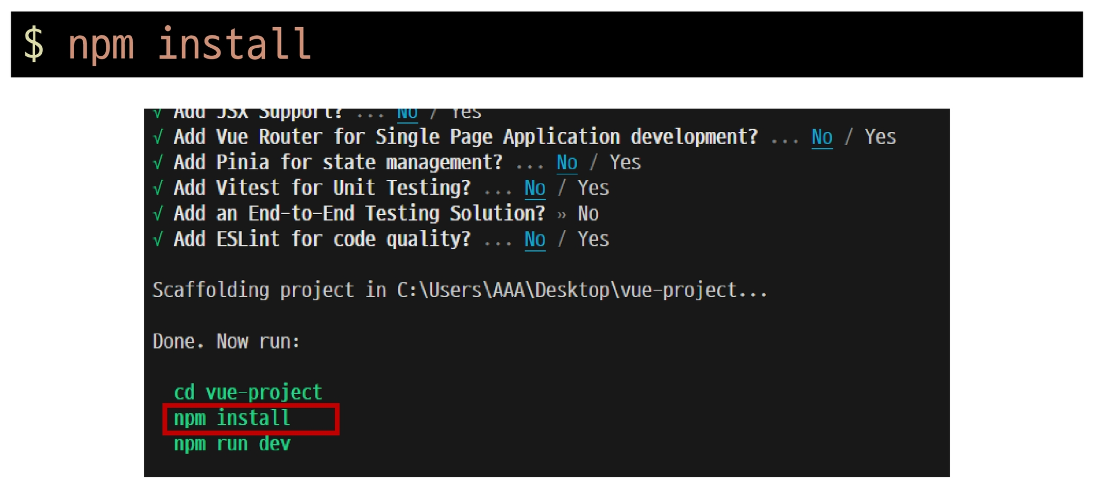 $ npm install
√ Add JSX Support? ... No / Yes
√ Add Vue Router for Single Page Application development? ... No / Yes
√ Add Pinia for state management? ... No / Yes
√ Add Vitest for Unit Testing? ... No / Yes
√ Add an End-to-End Testing Solution? » No
√ Add ESLint for code quality? ... No / Yes
Scaffolding project in C:\Users\AAA\Desktop\vue-project...
Done. Now run:
cd vue-project
npm install
npm run dev